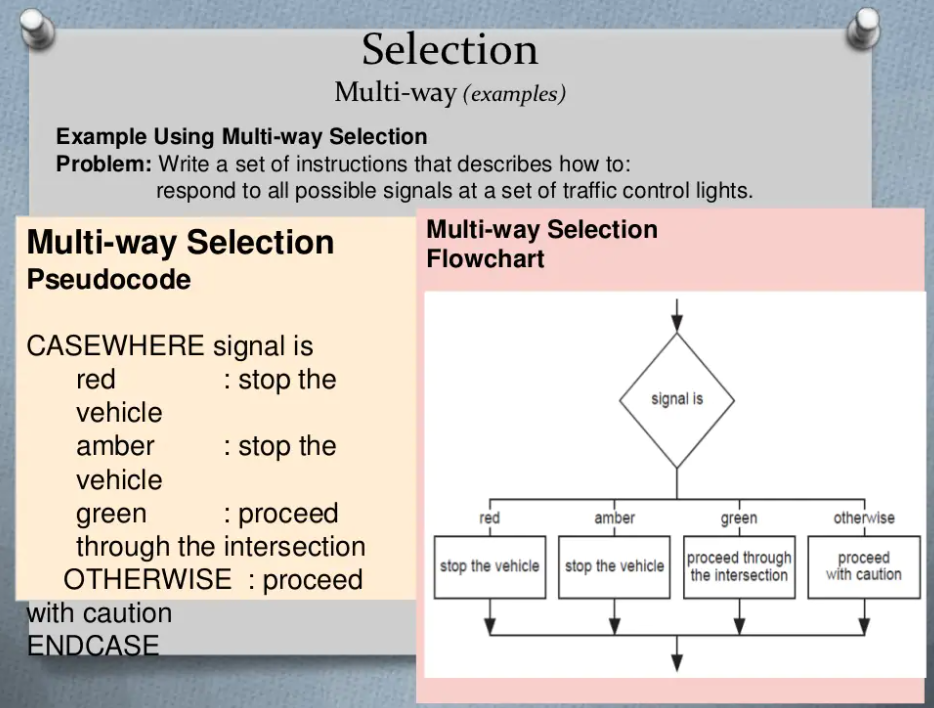 Selection
Multi-way (examples)
Example Using Multi-way Selection
Problem: Write a set of instructions that describes how to:
respond to all possible signals at a set of traffic control lights.
Multi-way Selection
Pseudocode
CASEWHERE signal is
red : stop the
vehicle
amber : stop the
vehicle
green : proceed
through the intersection
OTHERWISE : proceed
with caution
ENDCASE
Multi-way Selection
Flowchart
signal is
red amber green otherwise
stop the vehicle
stop the vehicle
proceed through
the intersection
proceed
with caution